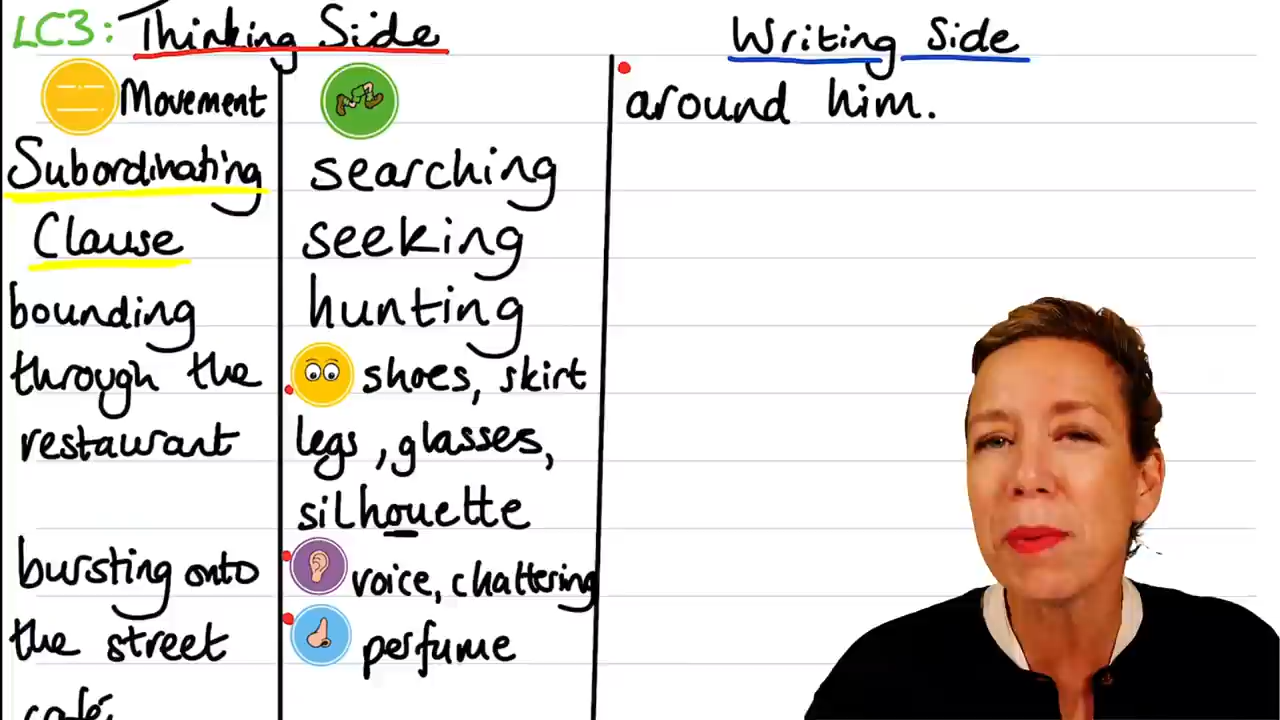 LC3: Thinking Side
Writing Side
Movement
Subordinating
Clause
bounding
through the
restaurant
bursting onto
the street
café
searching
seeking
hunting
shoes, skirt
legs, glasses,
silhouette
voice, chattering
perfume
around him.